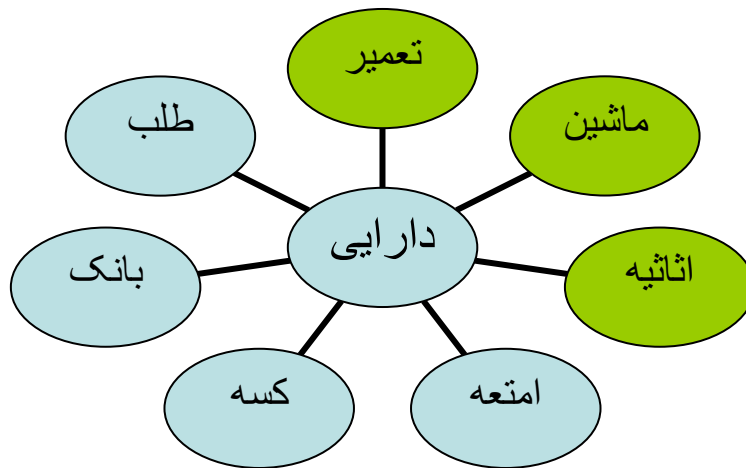 تعمیر
ماشین
طلب
دارایی
اثاثیه
بانک
امتعه
کسه